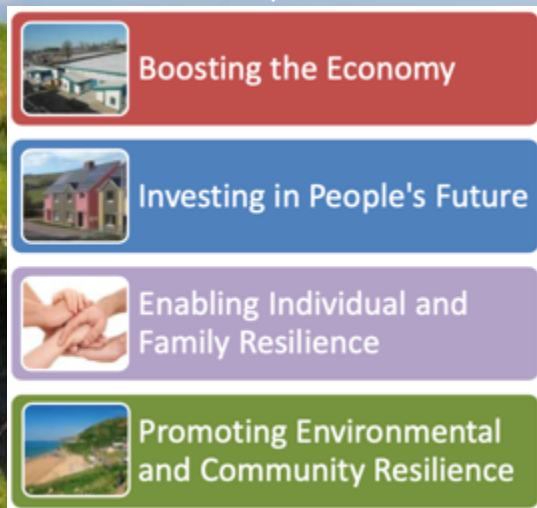 Boosting the Economy
Investing in People's Future
Enabling Individual and
Family Resilience
Promoting Environmental
and Community Resilience